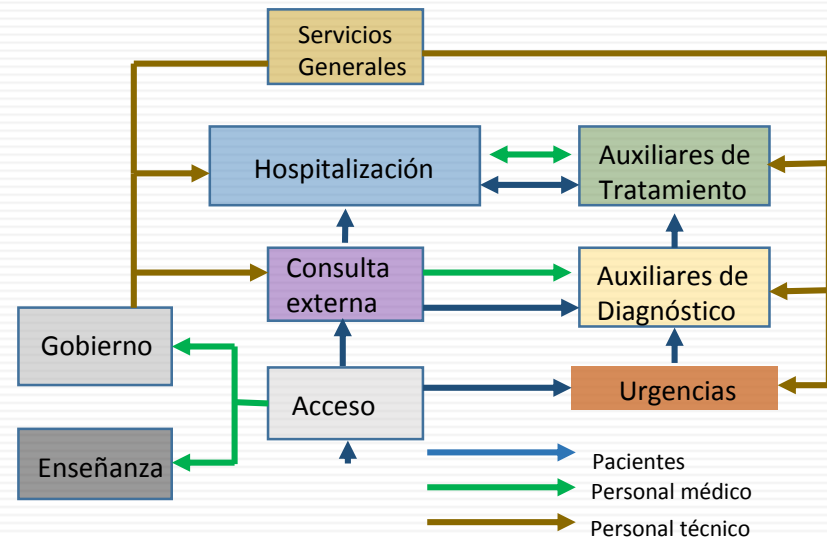 Servicios
Generales
Hospitalización
Auxiliares de
Tratamiento
Consulta
externa
Auxiliares de
Diagnóstico
Gobierno
Acceso
Urgencias
Enseñanza
Pacientes
Personal médico
Personal técnico